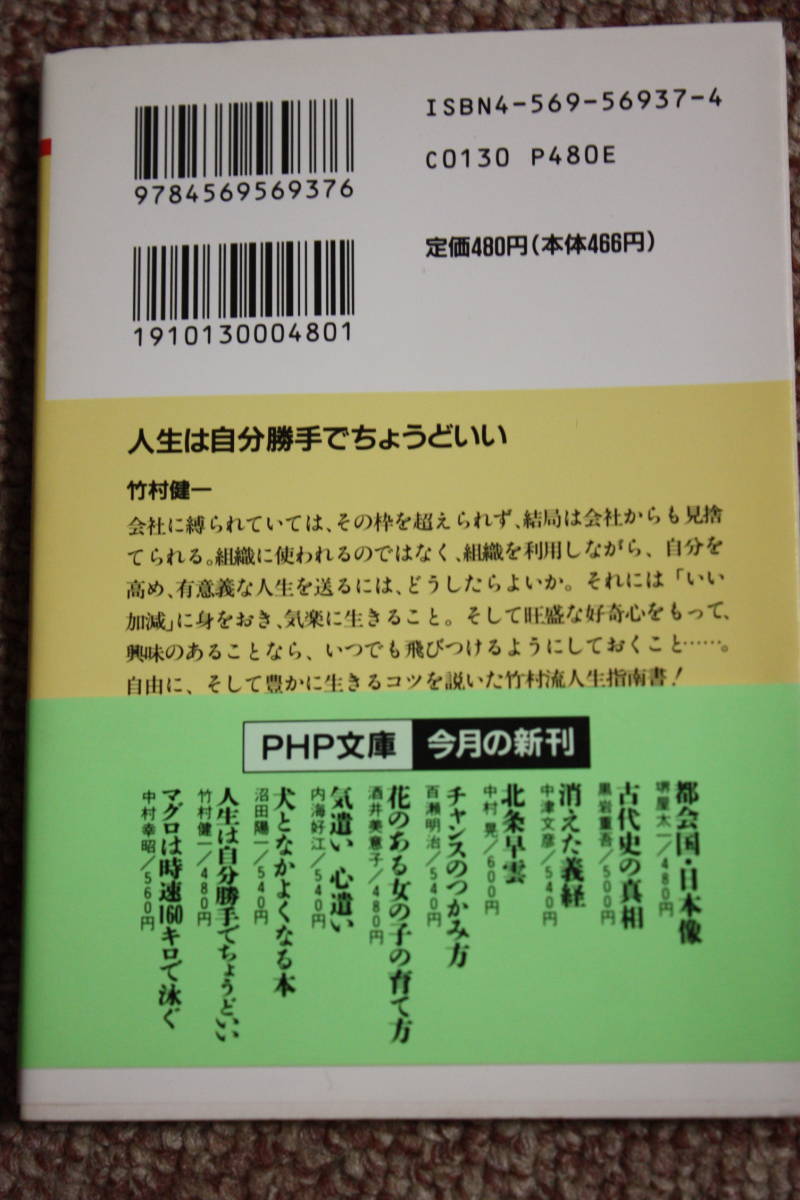 9784569569376
1910130004801
ISBN4-569-56937-4
C0130 P480E
定価480円(本体466円)
人生は自分勝手でちょうどいい
竹村健一
会社に縛られていては、その枠を超えられず、結局は会社からも見捨
てられる。組織に使われるのではなく、組織を利用しながら、自分を
高め、有意義な人生を送るには、どうしたらよいか。それには「いい
加減」に身をおき、気楽に生きること。そして旺盛な好奇心をもって、
興味のあることなら、いつでも飛びつけるようにしておくこと……。
自由に、そして豊かに生きるコツを説いた竹村流人生指南書!
PHP文庫 今月の新刊
都会国・日本像
堺屋太一/480円
古代史の真相
黒岩重吾/500円
消えた義経
中津文彦/540円
北条早雲
中村晃/600円
チャンスのつかみ方
百瀬明治/540円
花のある女の子の育て方
酒井美意子/480円
気遣い 心遣い
内海好江/540円
犬となかよくなる本
沼田陽一/540円
人生は自分勝手でちょうどいい
竹村健一/480円
マグロは時速160キロで泳ぐ
中村幸昭/560円